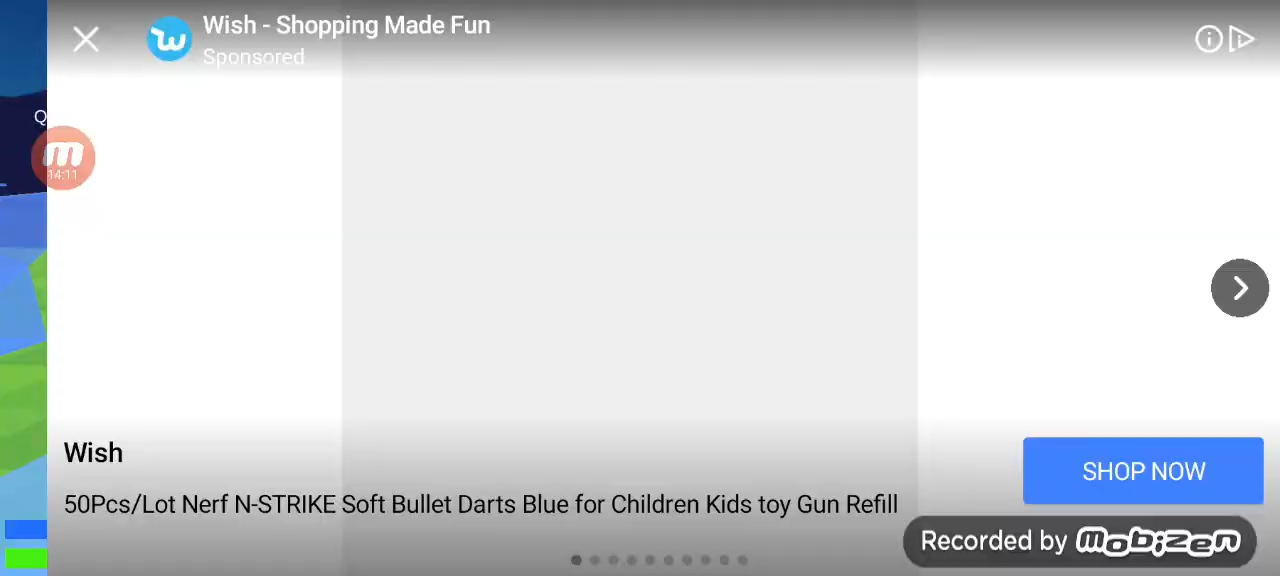 Wish - Shopping Made Fun
Sponsored
Q
14:11
Wish
50Pcs/Lot Nerf N-STRIKE Soft Bullet Darts Blue for Children Kids toy Gun Refill
SHOP NOW
Recorded by mobizen